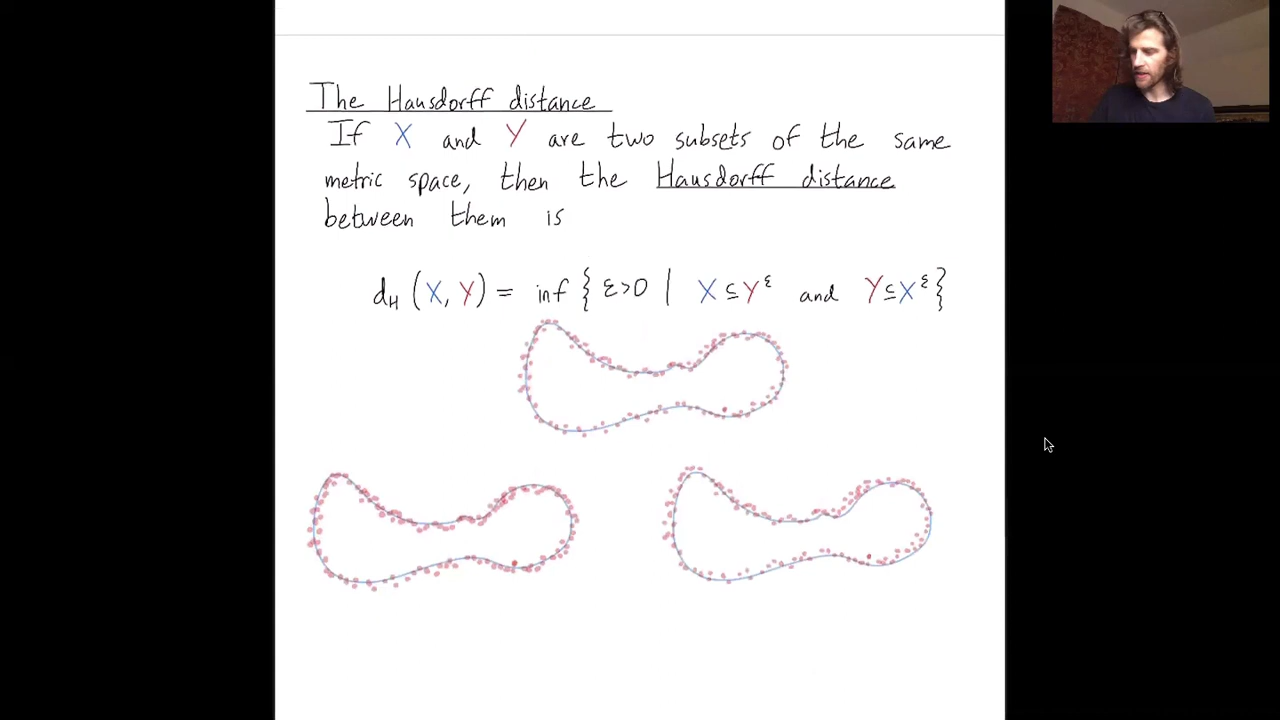 The Hausdorff distance
If X and Y are two subsets of the same
metric space, then the Hausdorff distance
between them is
d_H (X, Y) = inf { ε>0 | X ⊆ Y^ε and Y ⊆ X^ε }